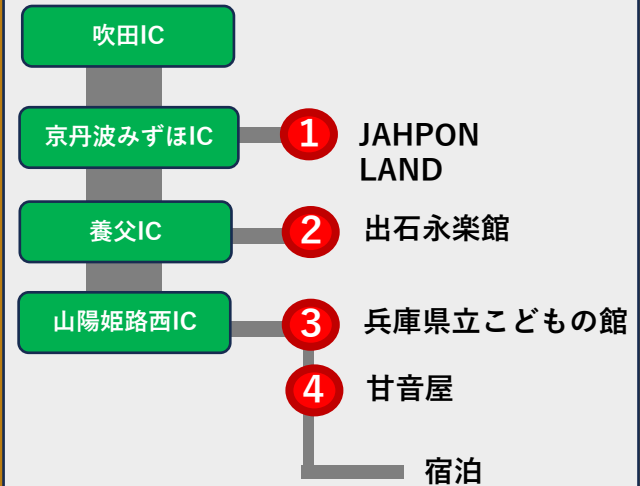 吹田IC
京丹波みずほIC
1
JAHPON
LAND
養父IC
2
出石永楽館
山陽姫路西IC
3
兵庫県立こどもの館
4
甘音屋
宿泊